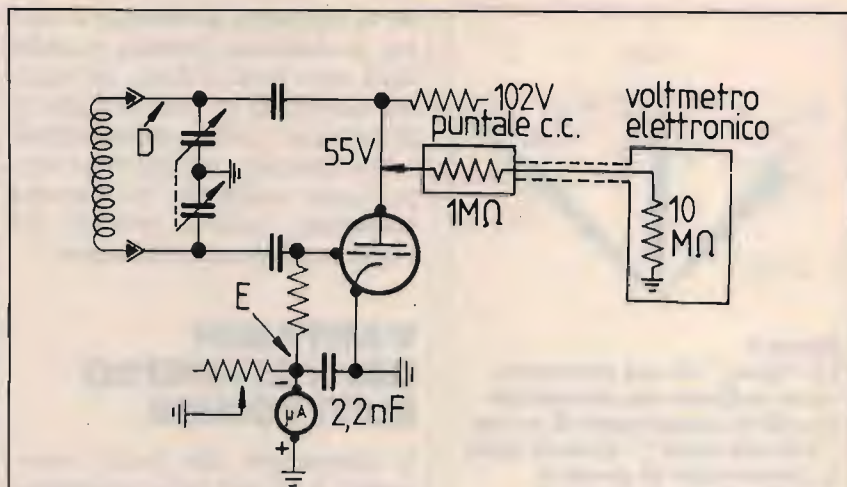 102V
voltmetro
elettronico
puntale c.c.
55V
D
1MΩ
10
MΩ
E
-
μA
2,2nF
+